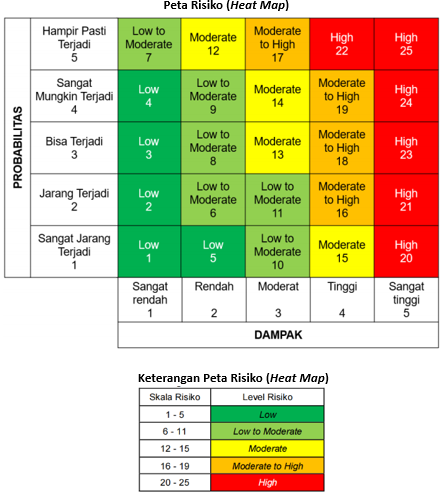 Peta Risiko (Heat Map)
PROBABILITAS
Hampir Pasti
Terjadi
5
Low to
Moderate
7
Moderate
12
Moderate
to High
17
High
22
High
25
Sangat
Mungkin Terjadi
4
Low
4
Low to
Moderate
9
Moderate
14
Moderate
to High
19
High
24
Bisa Terjadi
3
Low
3
Low to
Moderate
8
Moderate
13
Moderate
to High
18
High
23
Jarang Terjadi
2
Low
2
Low to
Moderate
6
Low to
Moderate
11
Moderate
to High
16
High
21
Sangat Jarang
Terjadi
1
Low
1
Low
5
Low to
Moderate
10
Moderate
15
High
20
Sangat
rendah
1
Rendah
2
Moderat
3
Tinggi
4
Sangat
tinggi
5
DAMPAK
Keterangan Peta Risiko (Heat Map)
Skala Risiko Level Risiko
1 - 5 Low
6 - 11 Low to Moderate
12 - 15 Moderate
16 - 19 Moderate to High
20 - 25 High